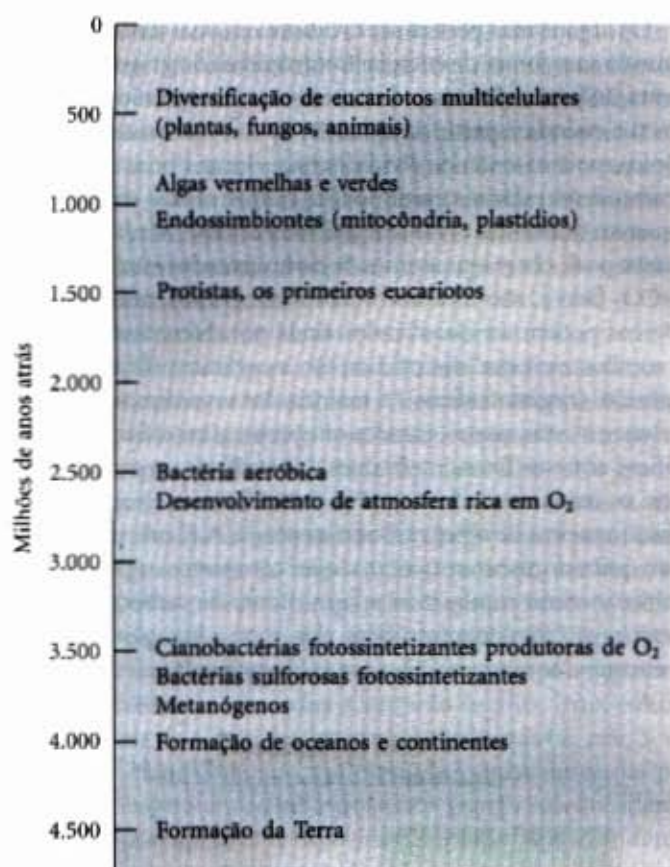 0
Diversificação de eucariotos multicelulares
500
(plantas, fungos, animais)
Algas vermelhas e verdes
1.000
Endossimbiontes (mitocôndria, plastídios)
1.500
Protistas, os primeiros eucariotos
2.000
Milhões de anos atrás
2.500
Bactéria aeróbica
Desenvolvimento de atmosfera rica em O₂
3.000
3.500
Cianobactérias fotossintetizantes produtoras de O₂
Bactérias sulforosas fotossintetizantes
Metanógenos
4.000
Formação de oceanos e continentes
4.500
Formação da Terra